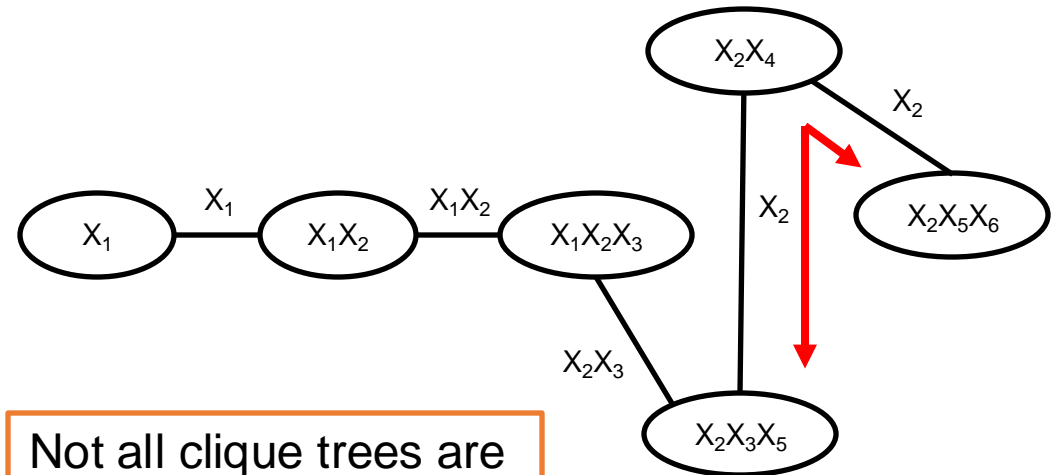 X₂X₄
X₂
X₁
X₁X₂
X₂
X₂X₅X₆
X₁
X₁X₂
X₁X₂X₃
X₂X₃
X₂X₃X₅
Not all clique trees are